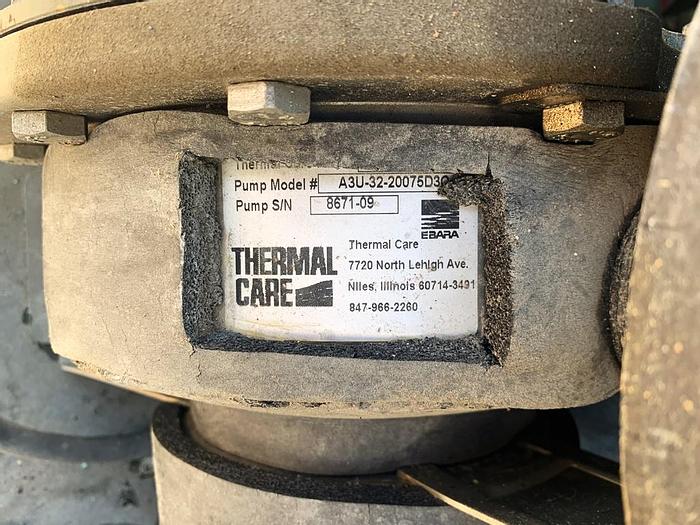 Thermal
Pump Model # A3U-32-20075D3
Pump S/N 8671-09
EBARA
THERMAL CARE
Thermal Care
7720 North Lehigh Ave.
Niles, Illinois 60714-3491
847-966-2260